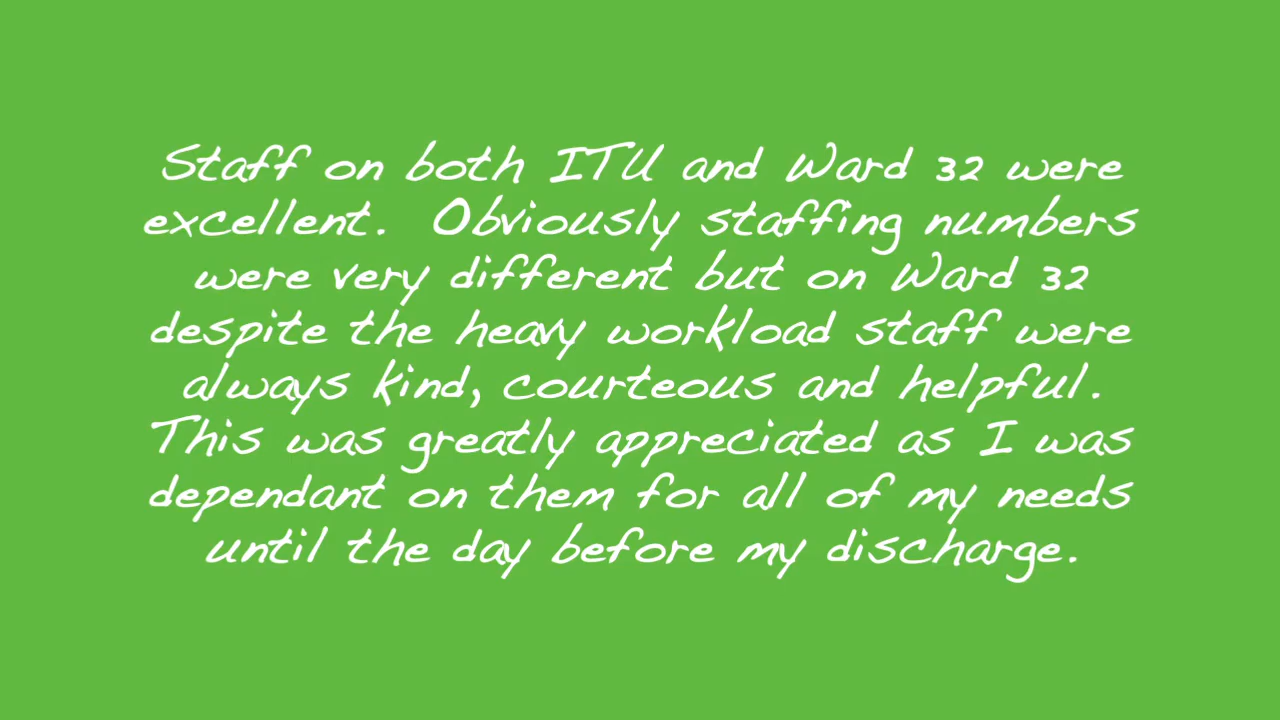 Staff on both ITU and Ward 32 were
excellent.  Obviously staffing numbers
were very different but on Ward 32
despite the heavy workload staff were
always kind, courteous and helpful.
This was greatly appreciated as I was
dependant on them for all of my needs
until the day before my discharge.